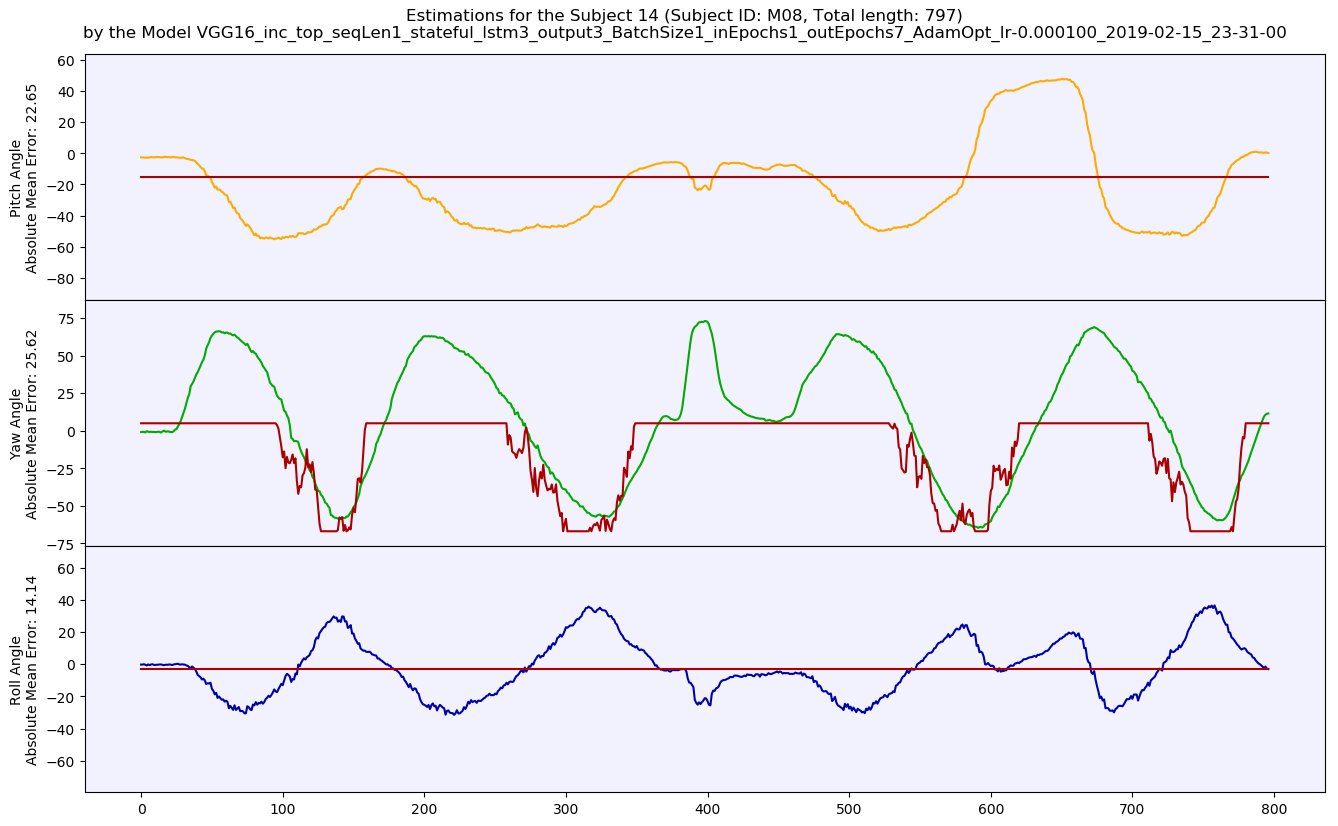 Estimations for the Subject 14 (Subject ID: M08, Total length: 797)
by the Model VGG16_inc_top_seqLen1_stateful_lstm3_output3_BatchSize1_inEpochs1_outEpochs7_AdamOpt_lr-0.000100_2019-02-15_23-31-00
Pitch Angle
Absolute Mean Error: 22.65
60
40
20
0
−20
−40
−60
−80
Yaw Angle
Absolute Mean Error: 25.62
75
50
25
0
−25
−50
−75
Roll Angle
Absolute Mean Error: 14.14
60
40
20
0
−20
−40
−60
0 100 200 300 400 500 600 700 800